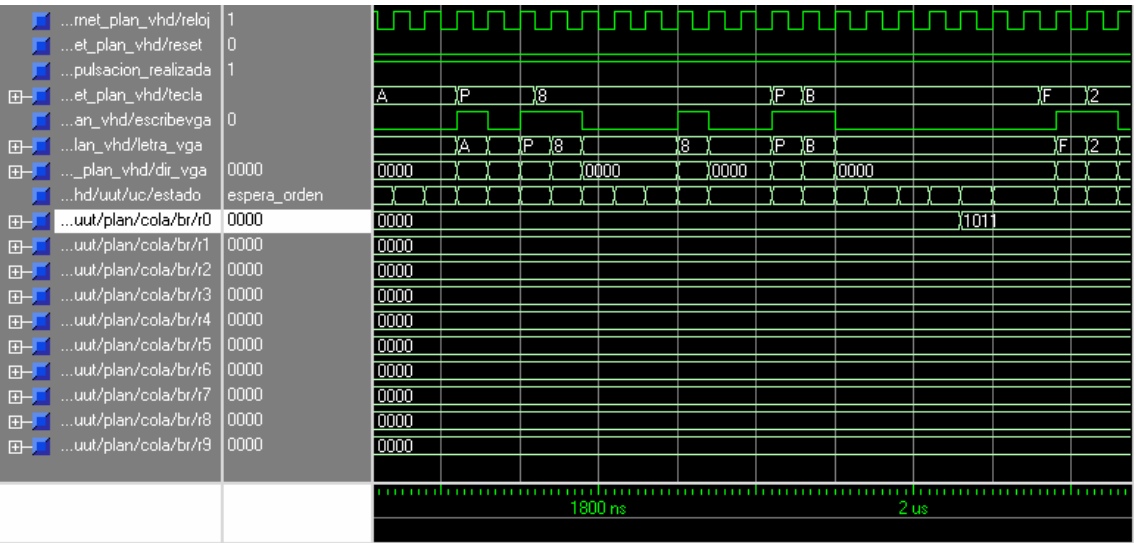 ...rnet_plan_vhd/reloj 1
...et_plan_vhd/reset 0
...pulsacion_realizada 1
...et_plan_vhd/tecla A P 8 P B F 2
...an_vhd/escribevga 0
...lan_vhd/letra_vga A P 8 8 P B F 2
..._plan_vhd/dir_vga 0000 0000 0000 0000 0000
...hd/uut/uc/estado espera_orden
...uut/plan/cola/br/r0 0000 0000 1011
...uut/plan/cola/br/r1 0000 0000
...uut/plan/cola/br/r2 0000 0000
...uut/plan/cola/br/r3 0000 0000
...uut/plan/cola/br/r4 0000 0000
...uut/plan/cola/br/r5 0000 0000
...uut/plan/cola/br/r6 0000 0000
...uut/plan/cola/br/r7 0000 0000
...uut/plan/cola/br/r8 0000 0000
...uut/plan/cola/br/r9 0000 0000
1800 ns 2 us